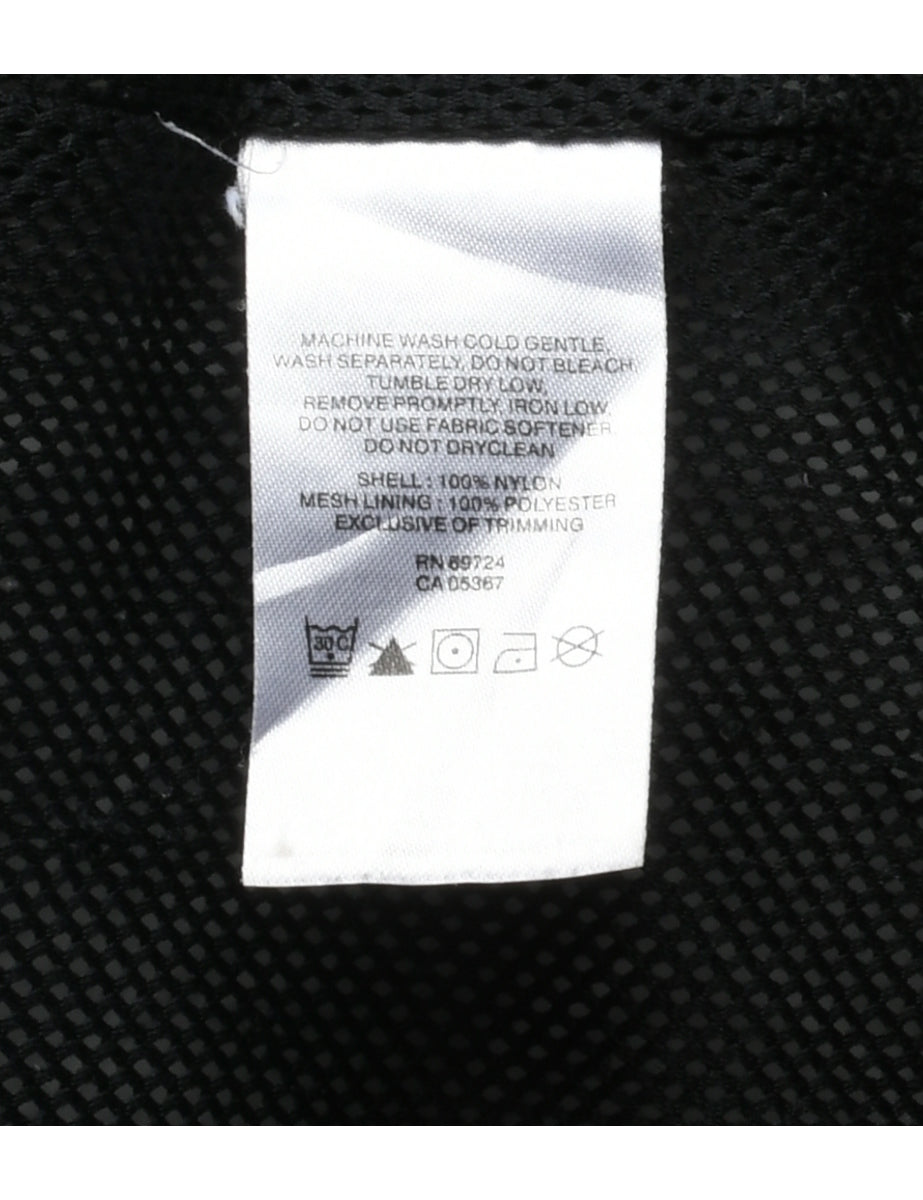 MACHINE WASH COLD GENTLE,
WASH SEPARATELY, DO NOT BLEACH,
TUMBLE DRY LOW,
REMOVE PROMPTLY, IRON LOW,
DO NOT USE FABRIC SOFTENER.
DO NOT DRYCLEAN
SHELL : 100% NYLON
MESH LINING : 100% POLYESTER
EXCLUSIVE OF TRIMMING
RN 69724
CA 05367
30°C